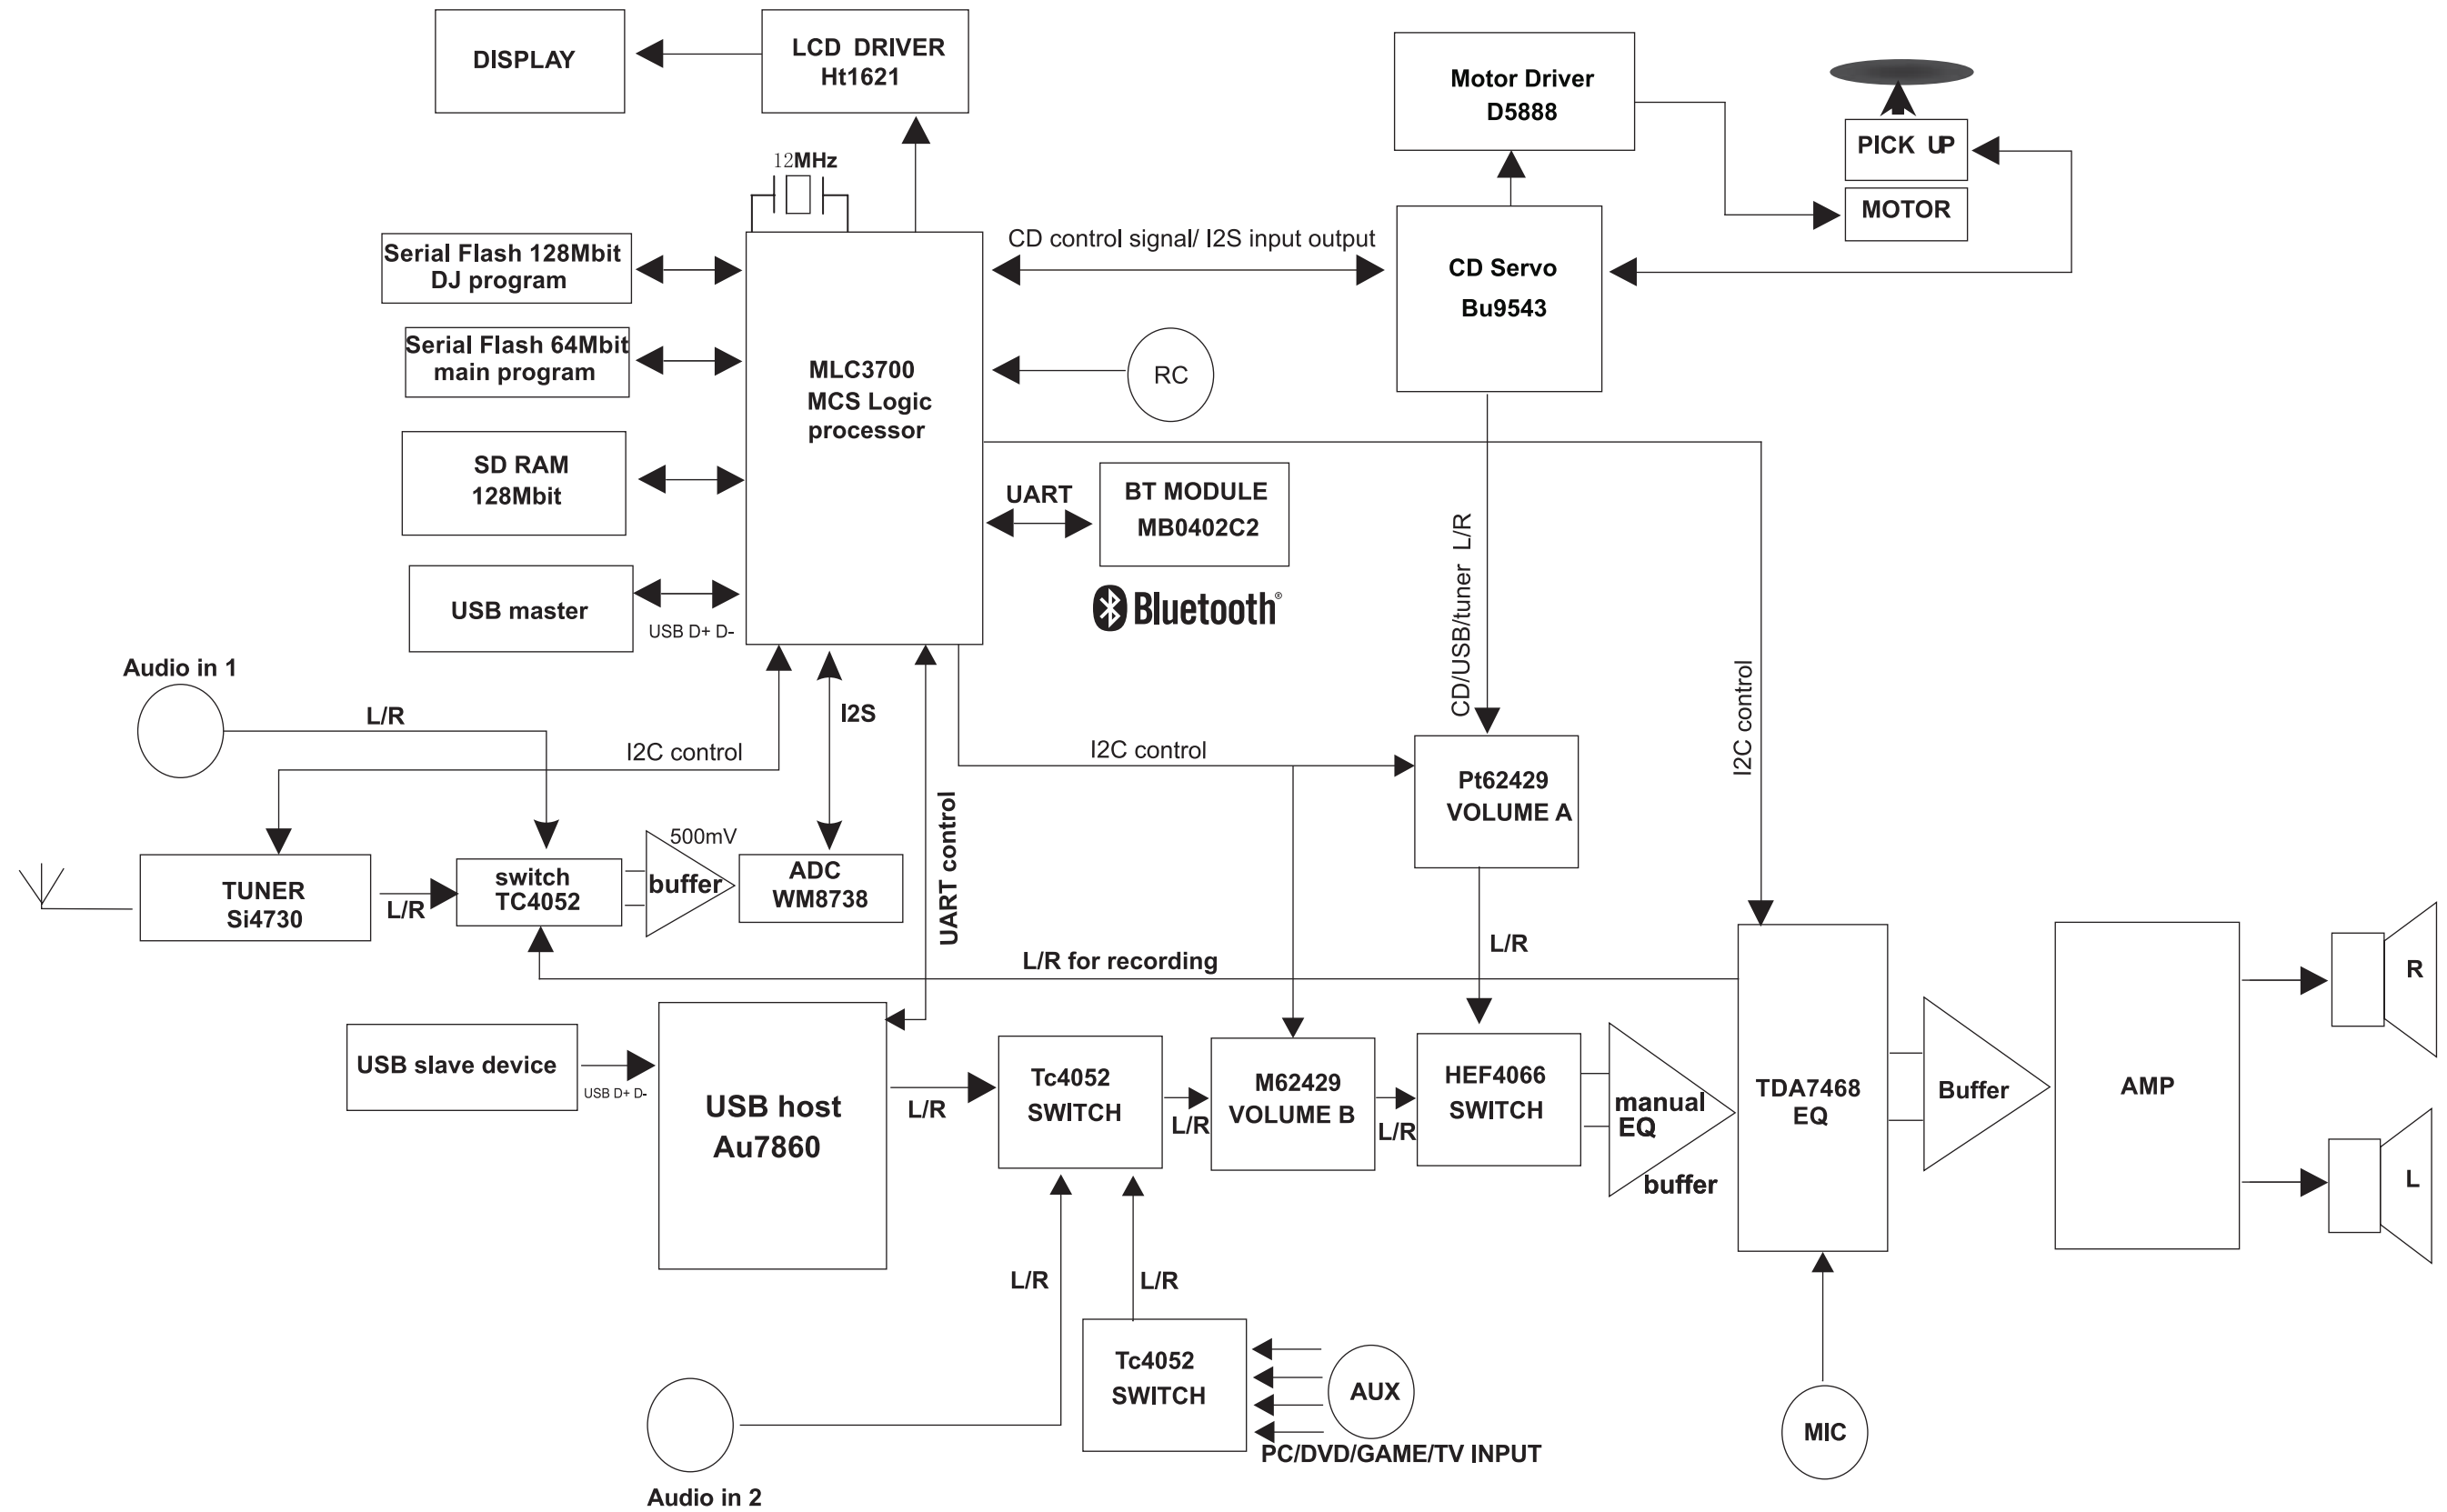 DISPLAY
LCD DRIVER
Ht1621
Motor Driver
D5888
PICK UP
MOTOR
12MHz
Serial Flash 128Mbit
DJ program
CD control signal/ I2S input output
CD Servo
Bu9543
Serial Flash 64Mbit
main program
MLC3700
MCS Logic
processor
RC
SD RAM
128Mbit
UART
BT MODULE
MB0402C2
USB master
USB D+ D-
Bluetooth®
CD/USB/tuner L/R
I2C control
Audio in 1
L/R
I2C control
I2S
I2C control
UART control
Pt62429
VOLUME A
TUNER
Si4730
L/R
switch
TC4052
500mV
buffer
ADC
WM8738
L/R
L/R for recording
R
USB slave device
USB D+ D-
USB host
Au7860
L/R
Tc4052
SWITCH
L/R
M62429
VOLUME B
L/R
HEF4066
SWITCH
manual
EQ
buffer
TDA7468
EQ
Buffer
AMP
L
L/R
L/R
Tc4052
SWITCH
AUX
PC/DVD/GAME/TV INPUT
MIC
Audio in 2